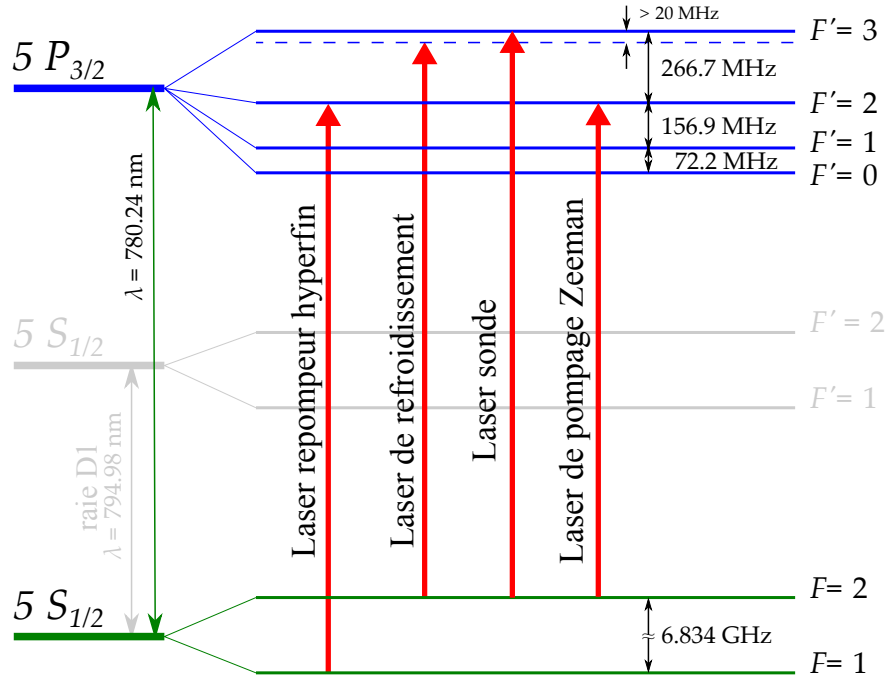 > 20 MHz
F′= 3
5 P3/2
266.7 MHz
F′= 2
156.9 MHz
F′= 1
72.2 MHz
F′= 0
λ = 780.24 nm
Laser repompeur hyperfin
Laser de refroidissement
Laser sonde
Laser de pompage Zeeman
F′ = 2
5 S1/2
F′= 1
raie D1
λ = 794.98 nm
5 S1/2
F= 2
≈ 6.834 GHz
F= 1